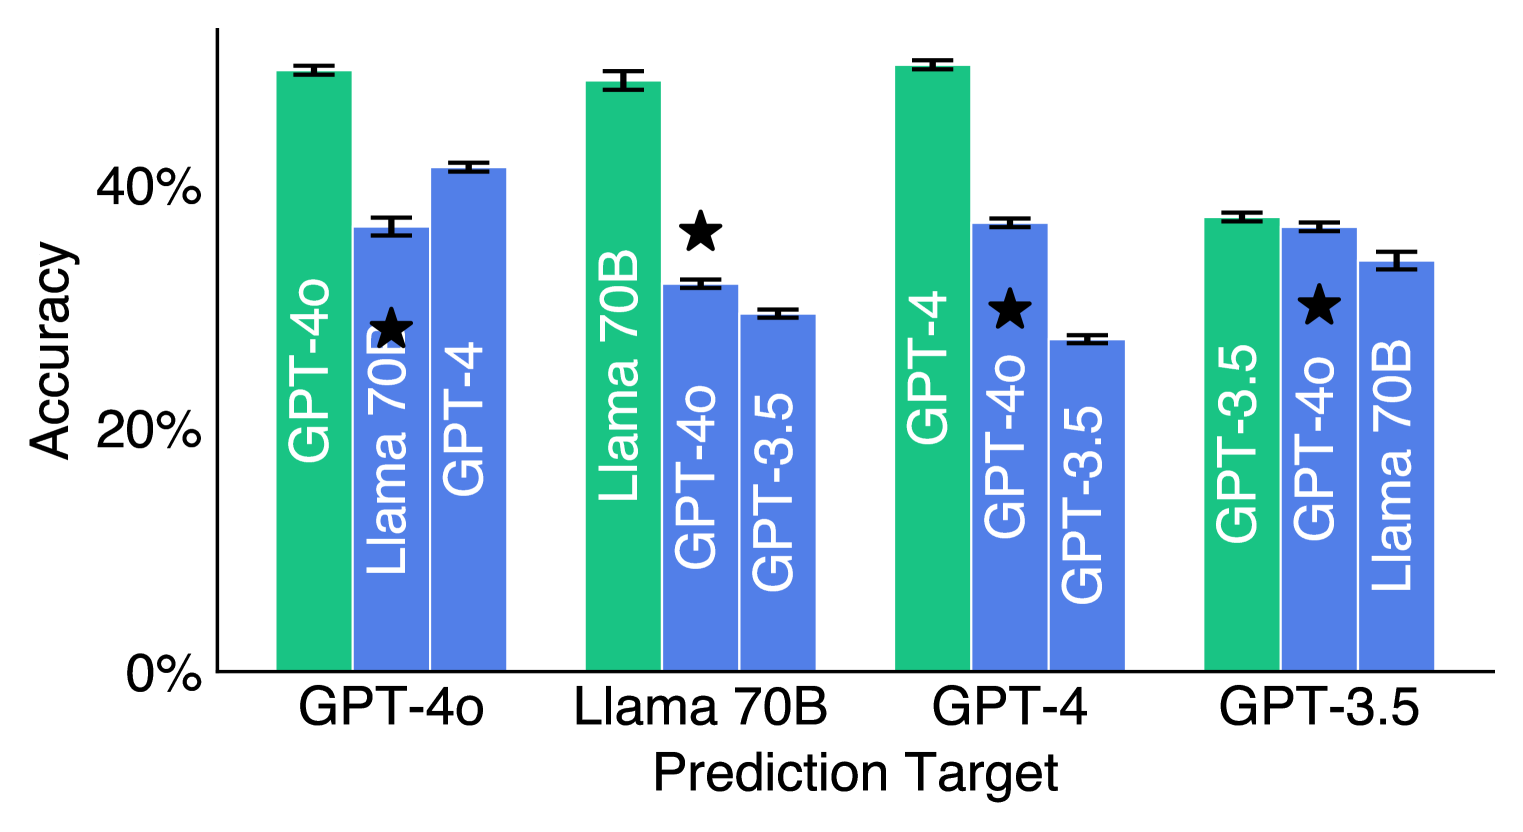 Accuracy
40%
20%
0%
GPT-4o
Llama 70B
GPT-4
Llama 70B
GPT-4o
GPT-3.5
GPT-4
GPT-4o
GPT-3.5
GPT-3.5
GPT-4o
Llama 70B
GPT-4o
Llama 70B
GPT-4
GPT-3.5
Prediction Target